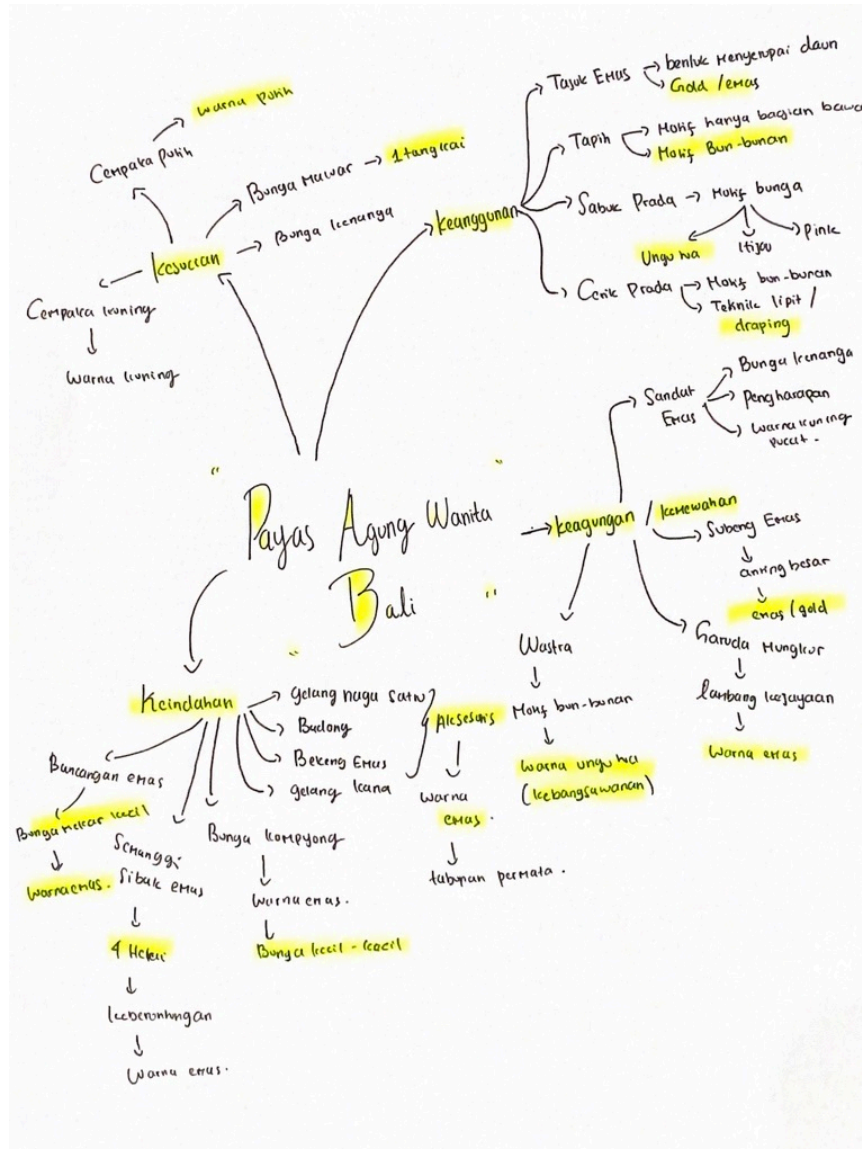 warna putih
Cempaka putih
Bunga Mawar → 1 tangkai
Bunga kenanga
kesucian
Cempaka kuning
Warna kuning
keanggunan
Tajuk Emas
bentuk menyerupai daun
Gold / emas
Tapih
Motif hanya bagian bawa
Motif Bun-bunan
Sabuk Prada → Motif bunga
Ungu tua
Hijau
Pink
Cerik Prada
Motif bun-bunan
Teknik lipit /
draping
"Payas Agung Wanita
Bali"
keagungan / kemewahan
Sandat
Emas
Bunga kenanga
Pengharapan
Warna kuning
pucat.
Subeng Emas
anting besar
emas / gold
Garuda Mungkur
lambang kejayaan
Warna emas
Wastra
Motif bun-bunan
Warna ungu tua
(kebangsawanan)
Keindahan
gelang naga satru
Badong
Bekeng Emas
gelang kana
Aksesoris
Warna
emas.
taburan permata.
Bancangan emas
Bunga mekar kecil
Warna emas.
Semanggi
Sibak emas
4 Helai
keberuntungan
Warna emas.
Bunga kompyong
Warna emas.
Bunga kecil-kecil